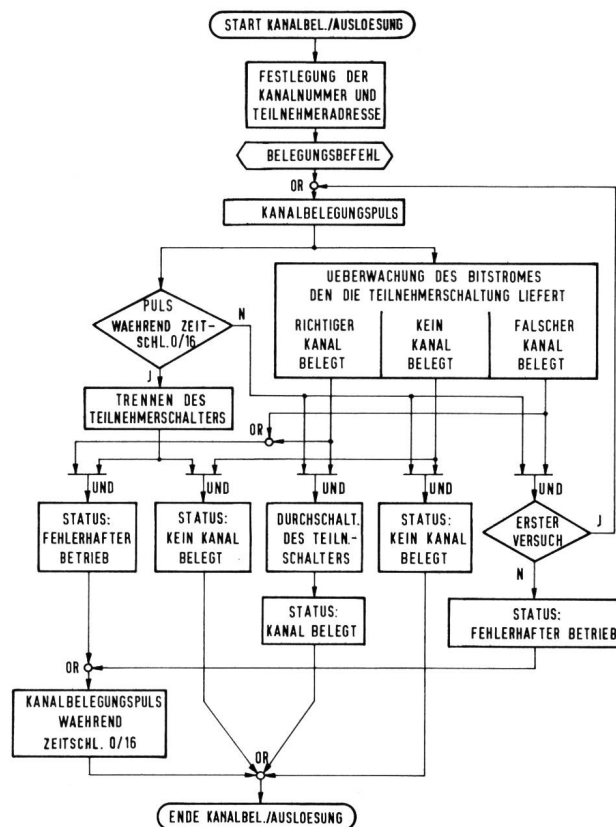 START KANALBEL./AUSLOESUNG
FESTLEGUNG DER
KANALNUMMER UND
TEILNEHMERADRESSE
BELEGUNGSBEFEHL
OR
KANALBELEGUNGSPULS
UEBERWACHUNG DES BITSTROMES
DEN DIE TEILNEHMERSCHALTUNG LIEFERT
RICHTIGER
KANAL
BELEGT
KEIN
KANAL
BELEGT
FALSCHER
KANAL
BELEGT
PULS
WAEHREND ZEIT-
SCHL.0/16
N
J
TRENNEN DES
TEILNEHMERSCHALTERS
OR
UND
UND
UND
UND
UND
STATUS:
FEHLERHAFTER
BETRIEB
STATUS:
KEIN KANAL
BELEGT
DURCHSCHALT.
DES TEILN.-
SCHALTERS
STATUS:
KEIN KANAL
BELEGT
ERSTER
VERSUCH
J
N
STATUS:
KANAL BELEGT
STATUS:
FEHLERHAFTER BETRIEB
OR
KANALBELEGUNGSPULS
WAEHREND
ZEITSCHL. 0/16
OR
ENDE KANALBEL./AUSLOESUNG